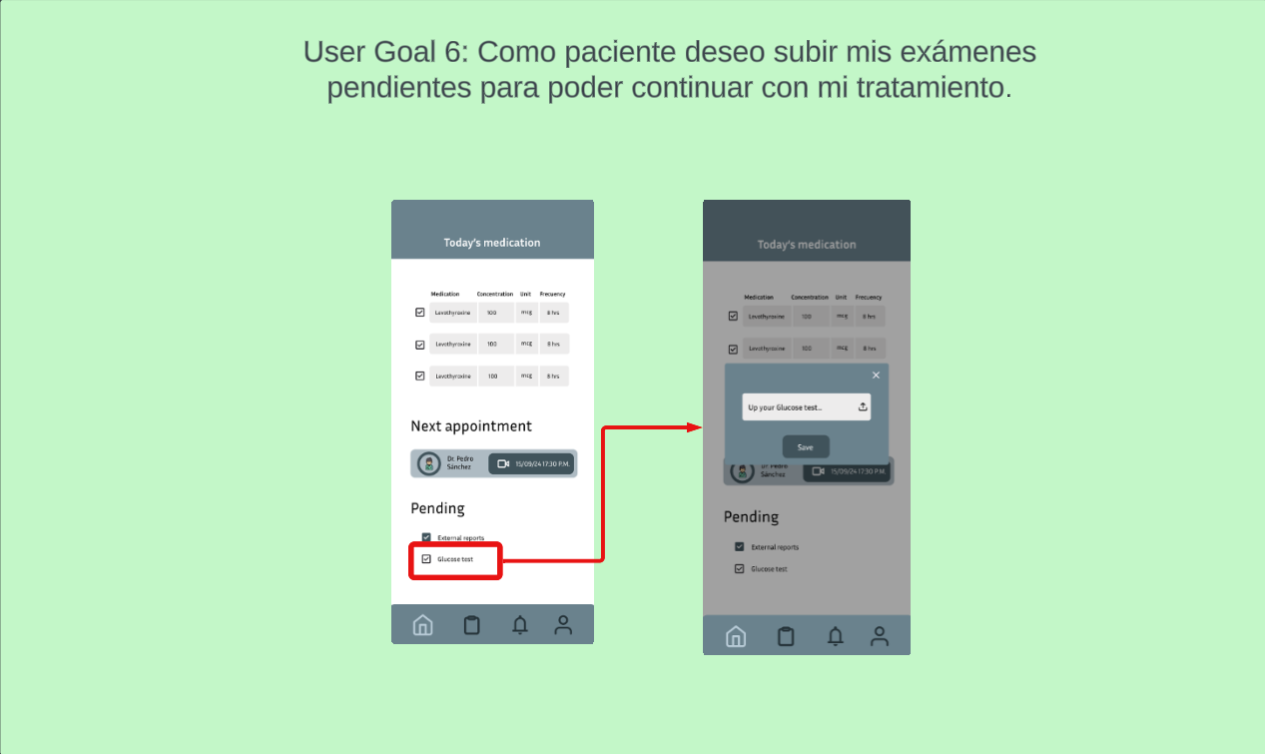 User Goal 6: Como paciente deseo subir mis exámenes
pendientes para poder continuar con mi tratamiento.
Today's medication
Medication Concentration Unit Frecuency
Levothyroxine 100 mcg 8 hrs
Levothyroxine 100 mcg 8 hrs
Levothyroxine 100 mcg 8 hrs
Next appointment
Dr. Pedro
Sánchez
15/09/24 17:30 P.M.
Pending
External reports
Glucose test
Today's medication
Medication Concentration Unit Frecuency
Levothyroxine 100 mcg 8 hrs
Levothyroxine 100 mcg 8 hrs
Up your Glucose test...
Save
Dr. Pedro
Sánchez
15/09/24 17:30 P.M.
Pending
External reports
Glucose test